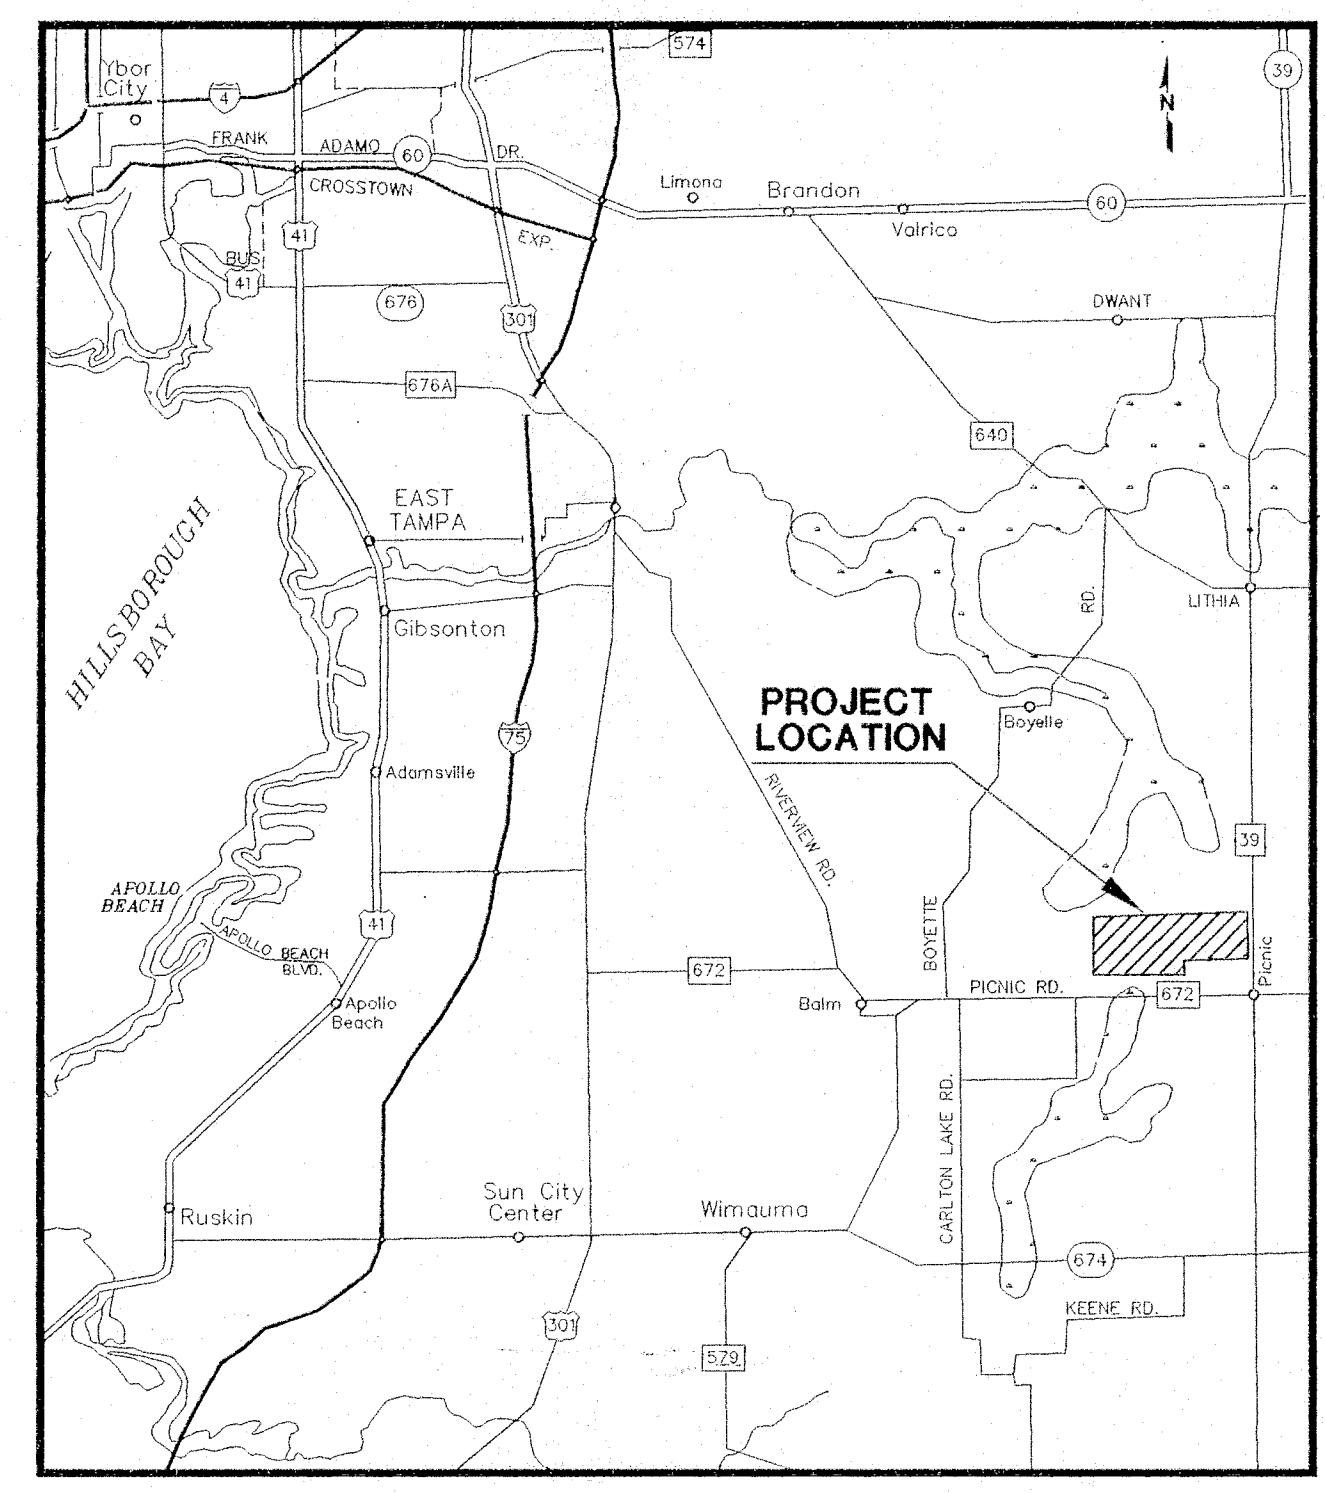 574
39
Ybor
City
4
N
FRANK
ADAMO
60
DR.
CROSSTOWN
Limona
Brandon
60
Valrico
41
EXP.
BUS
41
676
301
DWANT
676A
640
EAST
TAMPA
HILLSBOROUGH
BAY
RD.
LITHIA
Gibsonton
PROJECT
LOCATION
Boyelle
75
Adamsville
RIVERVIEW RD.
39
APOLLO
BEACH
41
APOLLO BEACH
BLVD.
BOYETTE
Picnic
672
PICNIC RD.
672
Apollo
Beach
Balm
CARLTON LAKE RD.
Sun City
Center
Wimauma
Ruskin
674
KEENE RD.
301
579